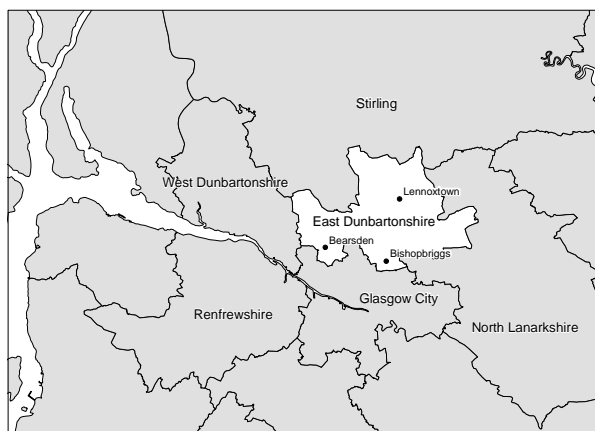 Stirling
West Dunbartonshire
Lennoxtown
East Dunbartonshire
Bearsden
Bishopbriggs
Glasgow City
Renfrewshire
North Lanarkshire